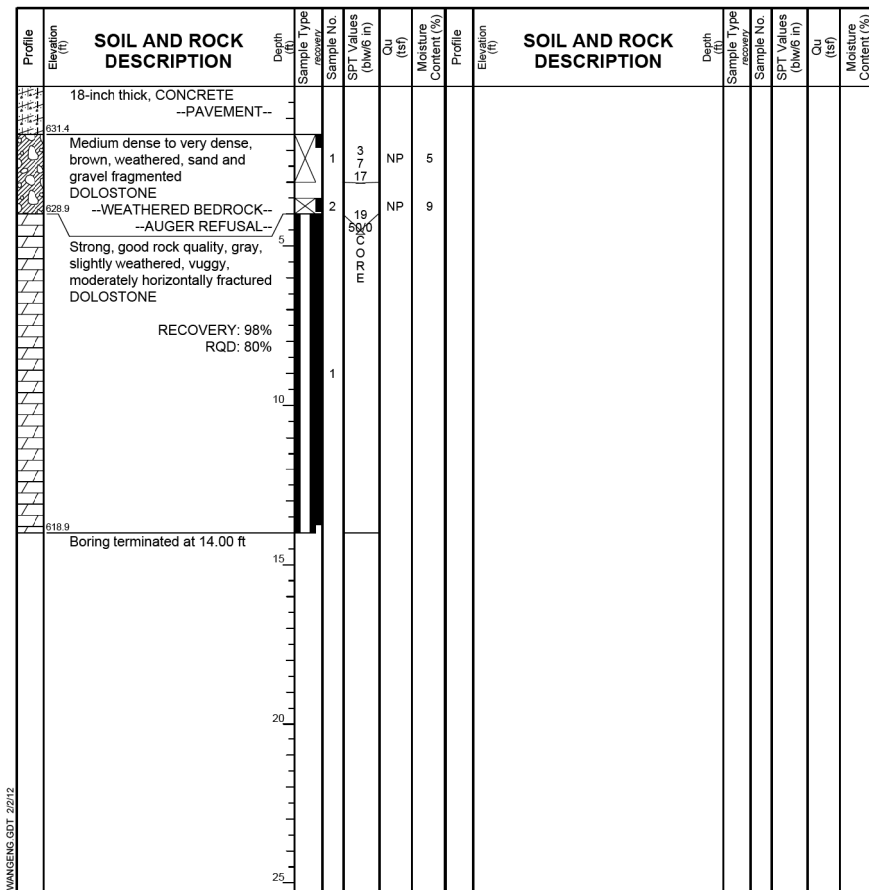 Profile
Elevation
(ft)
SOIL AND ROCK
DESCRIPTION
Depth
(ft)
Sample Type
recovery
Sample No.
SPT Values
(blw/6 in)
Qu
(tsf)
Moisture
Content (%)
Profile
Elevation
(ft)
SOIL AND ROCK
DESCRIPTION
Depth
(ft)
Sample Type
recovery
Sample No.
SPT Values
(blw/6 in)
Qu
(tsf)
Moisture
Content (%)
18-inch thick, CONCRETE
--PAVEMENT--
631.4
Medium dense to very dense,
brown, weathered, sand and
gravel fragmented
DOLOSTONE
1
3
7
17
NP
5
628.9
--WEATHERED BEDROCK--
2
19
50/0
NP
9
--AUGER REFUSAL--
5
Strong, good rock quality, gray,
slightly weathered, vuggy,
moderately horizontally fractured
DOLOSTONE
C
O
R
E
RECOVERY: 98%
RQD: 80%
1
10
618.9
Boring terminated at 14.00 ft
15
20
25
WANGENG.GDT 2/2/12